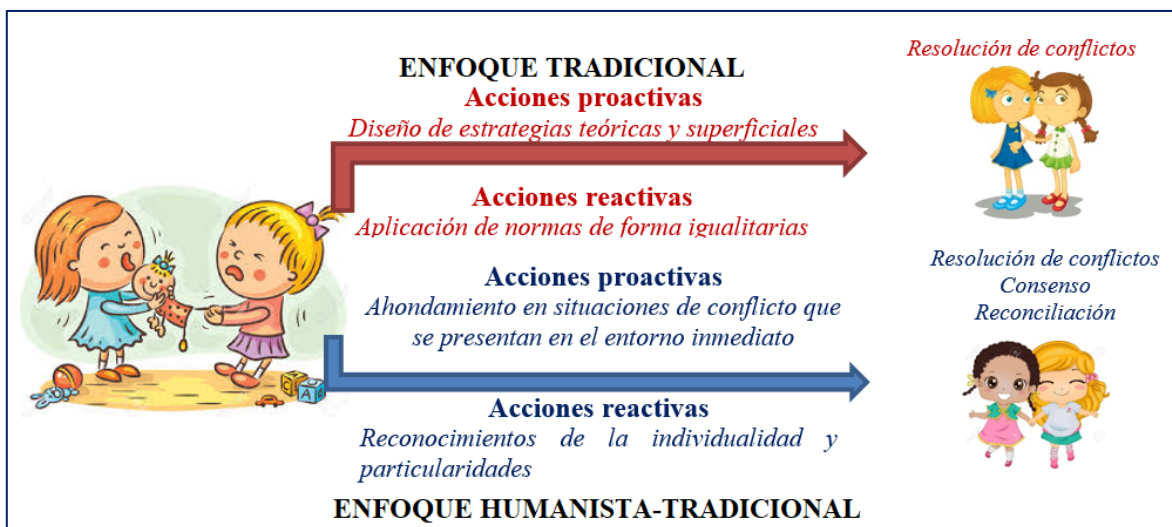 ENFOQUE TRADICIONAL
Acciones proactivas
Diseño de estrategias teóricas y superficiales
Resolución de conflictos
Acciones reactivas
Aplicación de normas de forma igualitarias
Acciones proactivas
Ahondamiento en situaciones de conflicto que
se presentan en el entorno inmediato
Resolución de conflictos
Consenso
Reconciliación
Acciones reactivas
Reconocimientos de la individualidad y
particularidades
ENFOQUE HUMANISTA-TRADICIONAL